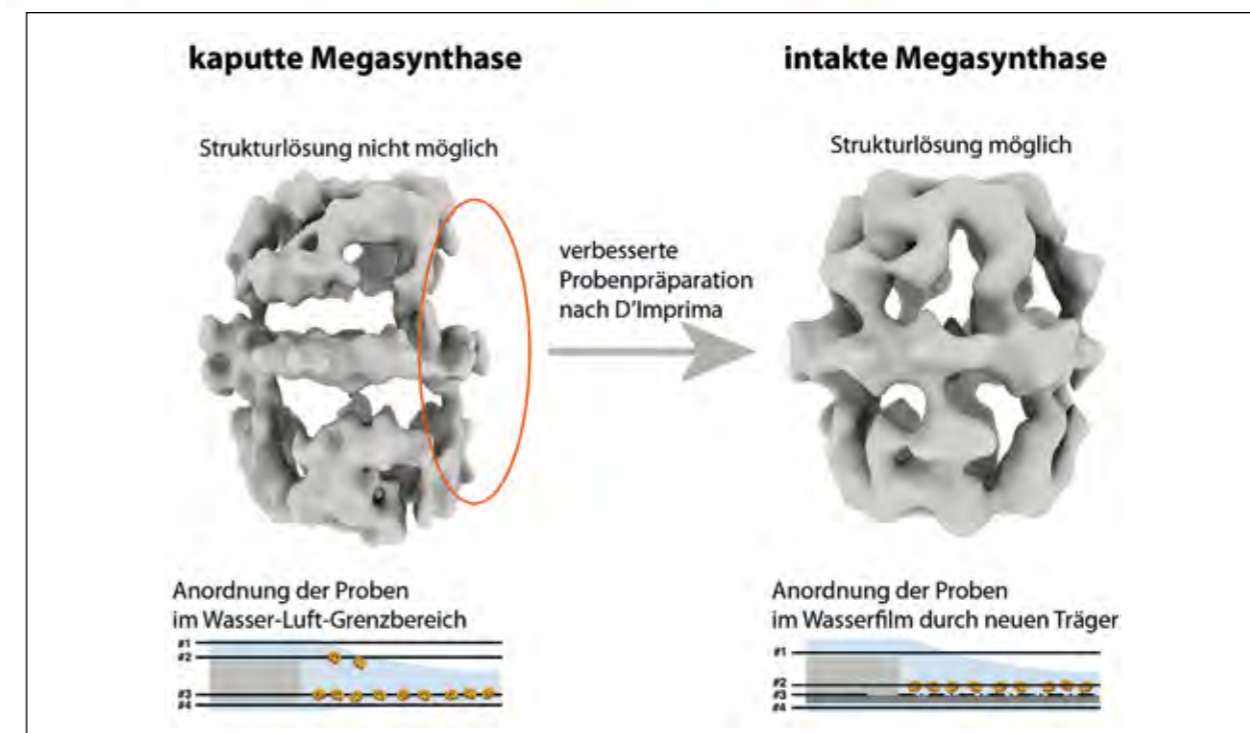 kaputte Megasynthase
intakte Megasynthase
Strukturlösung nicht möglich
Strukturlösung möglich
verbesserte
Probenpräparation
nach D'Imprima
Anordnung der Proben
im Wasser-Luft-Grenzbereich
#1
#2
#3
#4
Anordnung der Proben
im Wasserfilm durch neuen Träger
#1
#2
#3
#4